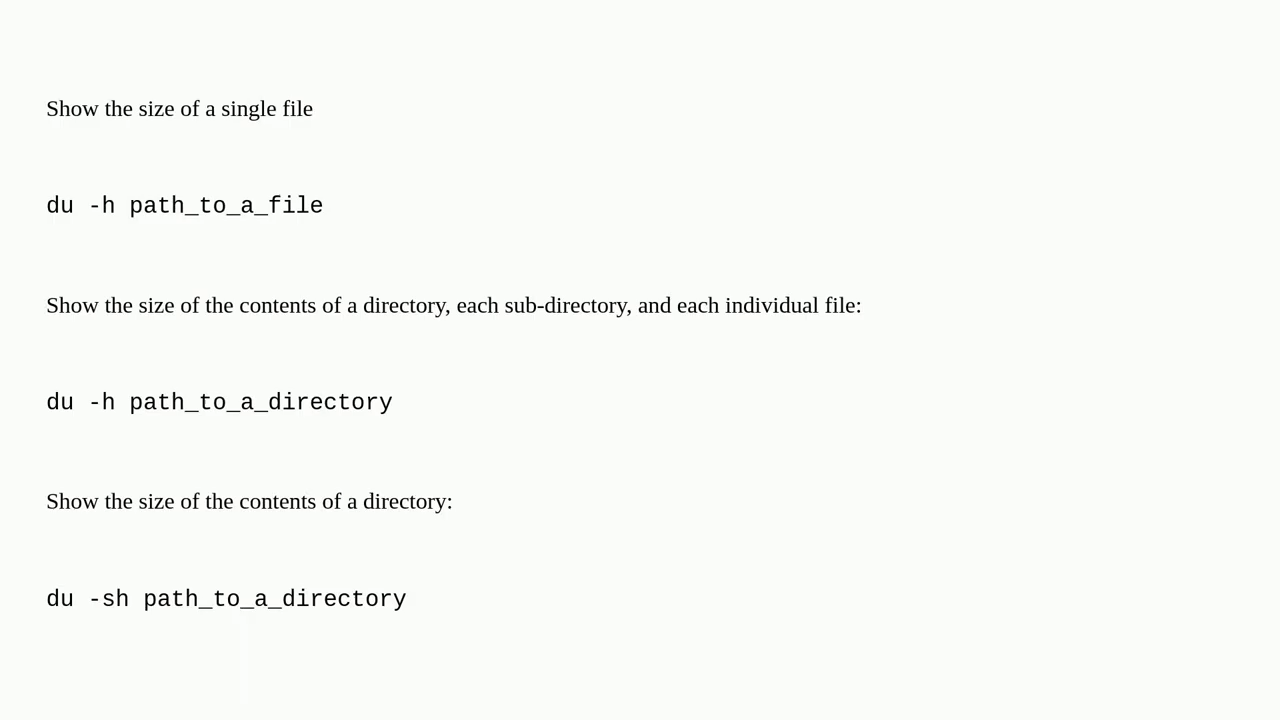 Show the size of a single file
du -h path_to_a_file
Show the size of the contents of a directory, each sub-directory, and each individual file:
du -h path_to_a_directory
Show the size of the contents of a directory:
du -sh path_to_a_directory